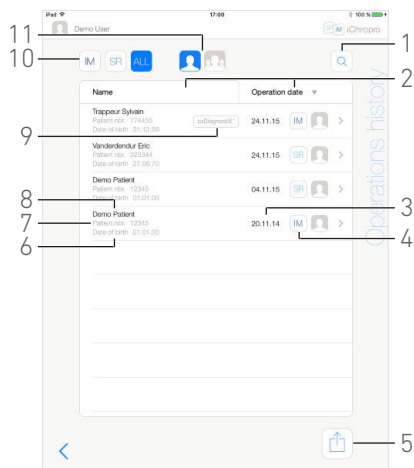 iPad 17:00 100 %
Demo User IM SR iChiropro
11
10
IM SR ALL
1
Name Operation date
2
Trappeur Sylvain
Patient nbr. 774455
Date of birth 31.12.59
coDiagnostiX
24.11.15 IM
9
Vanderdendur Eric
Patient nbr. 223344
Date of birth 27.06.70
24.11.15 SR
Demo Patient
Patient nbr. 12345
Date of birth 01.01.00
04.11.15 SR
8
Demo Patient
Patient nbr. 12345
Date of birth 01.01.00
20.11.14 IM
7
6
3
4
Operations history
5